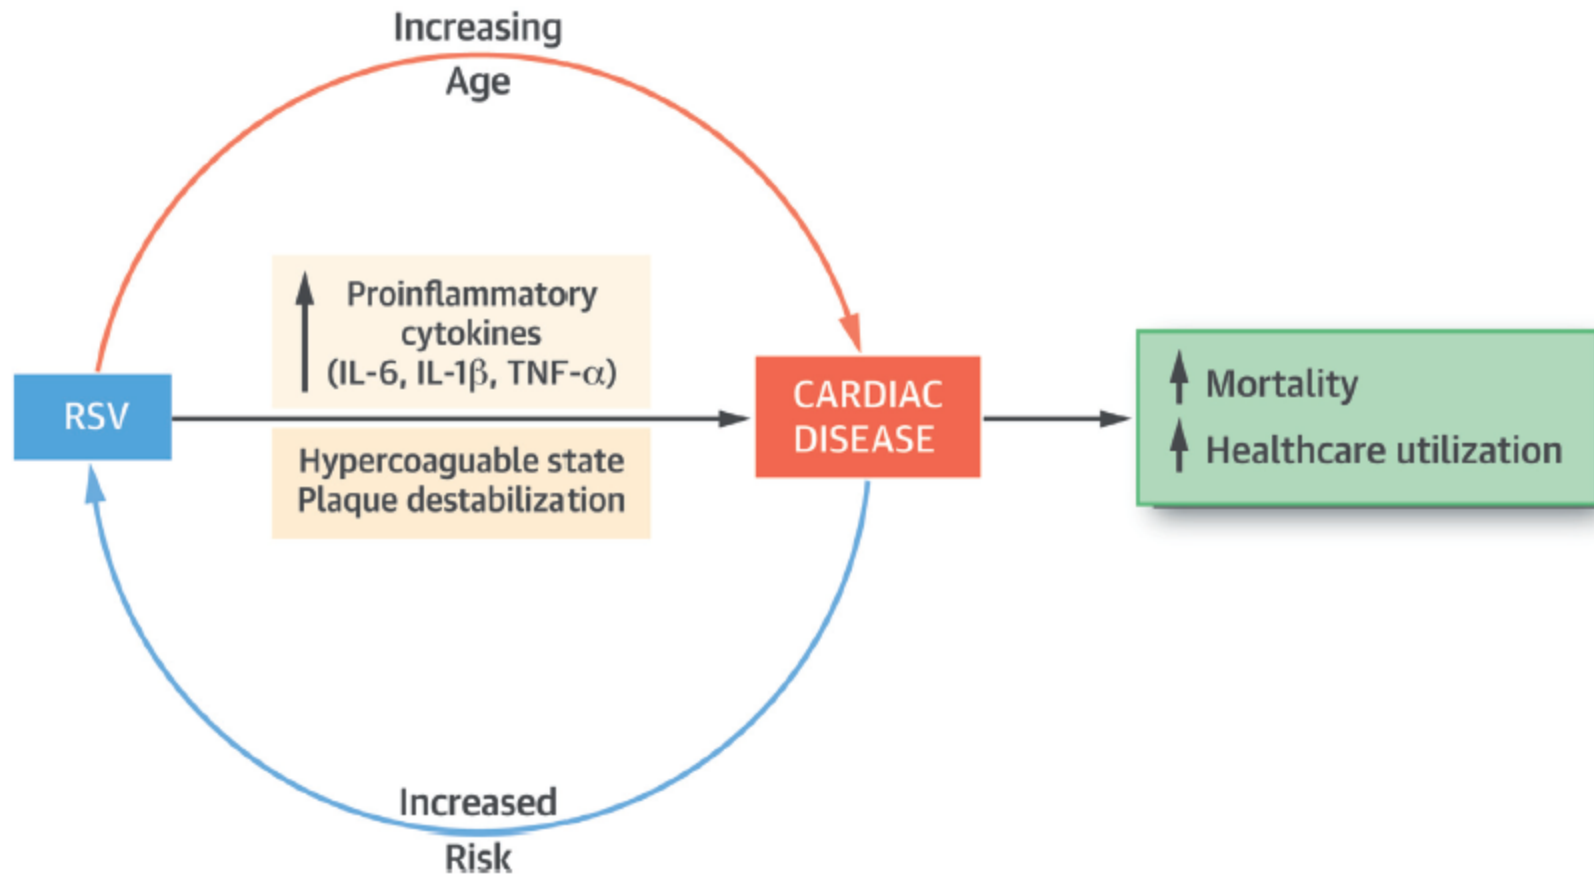 Increasing
Age
Proinflammatory
cytokines
(IL-6, IL-1β, TNF-α)
RSV
Hypercoaguable state
Plaque destabilization
CARDIAC
DISEASE
Mortality
Healthcare utilization
Increased
Risk